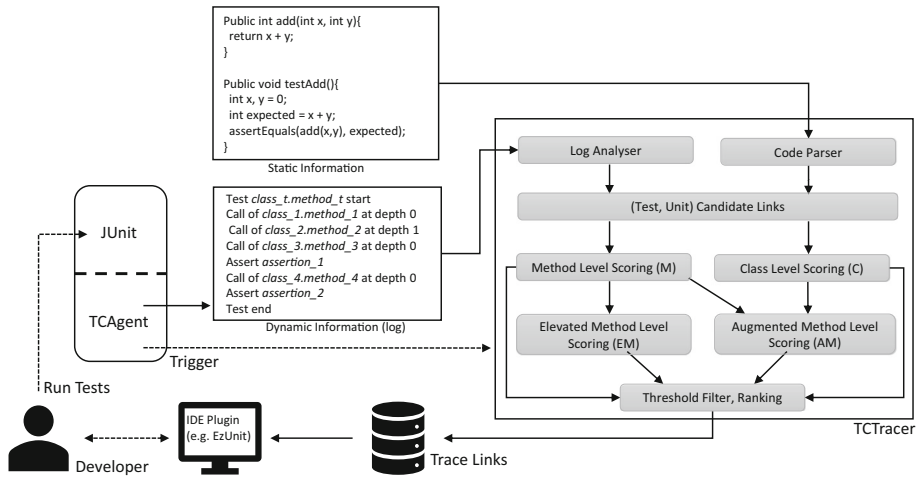 Public int add(int x, int y){
return x + y;
}
Public void testAdd(){
int x, y = 0;
int expected = x + y;
assertEquals(add(x,y), expected);
}
Static Information
JUnit
TCAgent
Test class_t.method_t start
Call of class_1.method_1 at depth 0
Call of class_2.method_2 at depth 1
Call of class_3.method_3 at depth 0
Assert assertion_1
Call of class_4.method_4 at depth 0
Assert assertion_2
Test end
Dynamic Information (log)
Trigger
Run Tests
Log Analyser
Code Parser
(Test, Unit) Candidate Links
Method Level Scoring (M)
Class Level Scoring (C)
Elevated Method Level
Scoring (EM)
Augmented Method Level
Scoring (AM)
Threshold Filter, Ranking
TCTracer
IDE Plugin
(e.g. EzUnit)
Developer
Trace Links